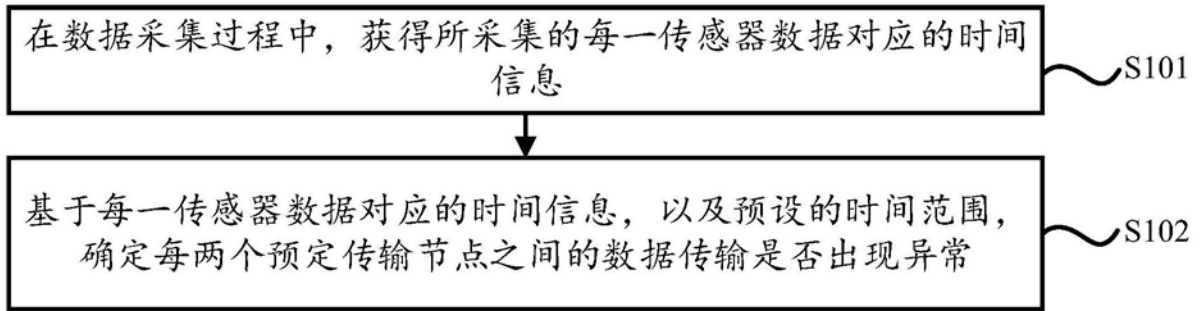 在数据采集过程中，获得所采集的每一传感器数据对应的时间
信息
S101
基于每一传感器数据对应的时间信息，以及预设的时间范围，
确定每两个预定传输节点之间的数据传输是否出现异常
S102